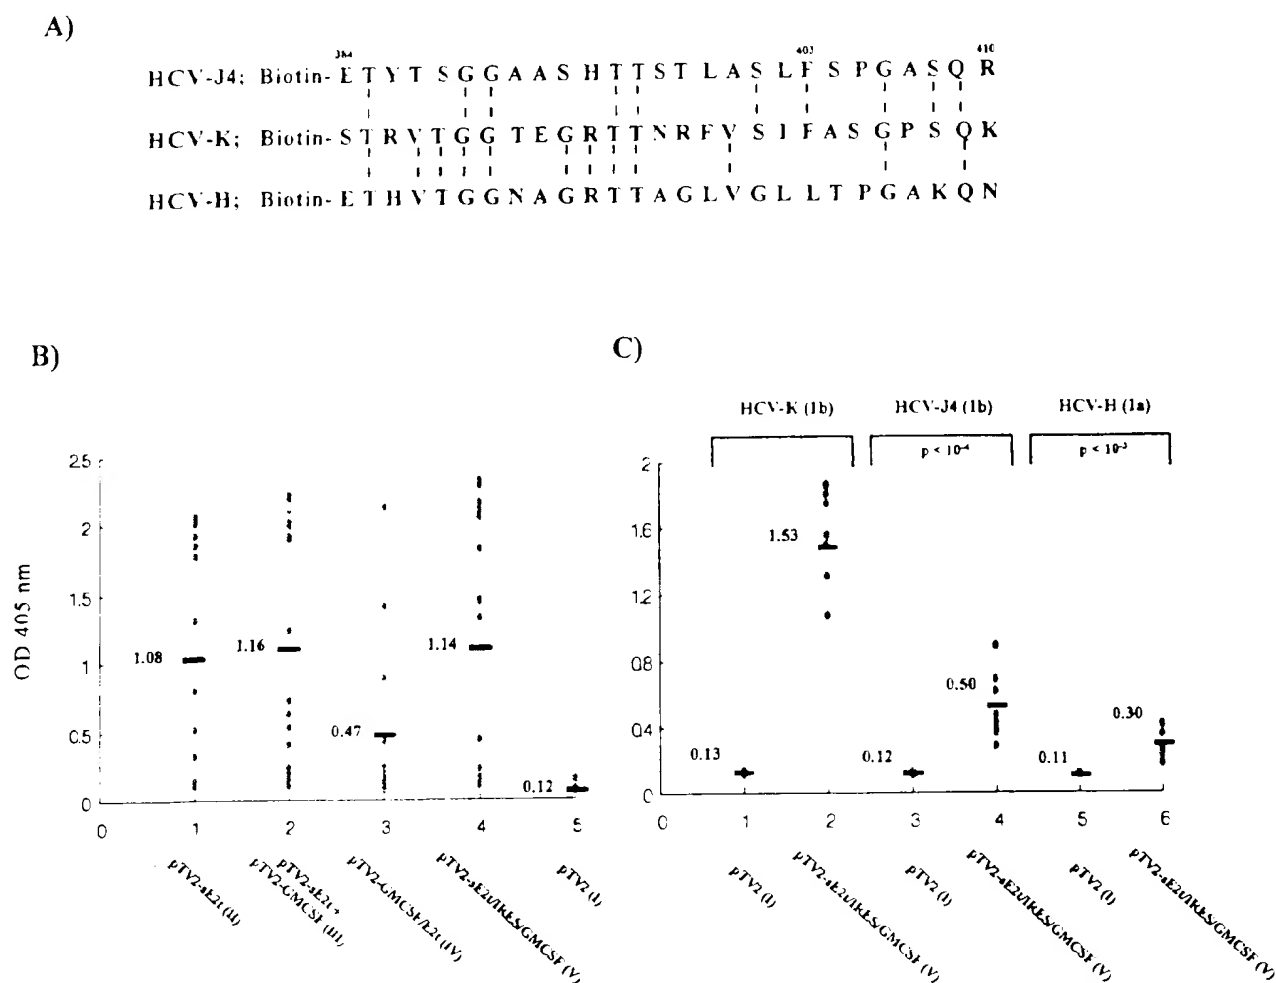 A)
384 403 410
HCV-J4; Biotin- E T Y T S G G A A S H T T S T L A S L F S P G A S Q R
HCV-K; Biotin- S T R V T G G T E G R T T N R F V S I F A S G P S Q K
HCV-H; Biotin- E T H V T G G N A G R T T A G L V G L L T P G A K Q N
B)
OD 405 nm
2.5
2
1.5
1
0.5
0
1.08
1.16
0.47
1.14
0.12
0 1 2 3 4 5
pTV2-sE2t (II)
pTV2-sE2t +
pTV2-GMCSF (III)
pTV2-GMCSF/E2t (IV)
pTV2-sE2t/IRES/GMCSF (V)
pTV2 (I)
C)
HCV-K (1b) HCV-J4 (1b) HCV-H (1a)
p < 10⁻⁴ p < 10⁻³
2
1.6
1.2
0.8
0.4
0
0.13
1.53
0.12
0.50
0.11
0.30
0 1 2 3 4 5 6
pTV2 (I)
pTV2-sE2t/IRES/GMCSF (V)
pTV2 (I)
pTV2-sE2t/IRES/GMCSF (V)
pTV2 (I)
pTV2-sE2t/IRES/GMCSF (V)